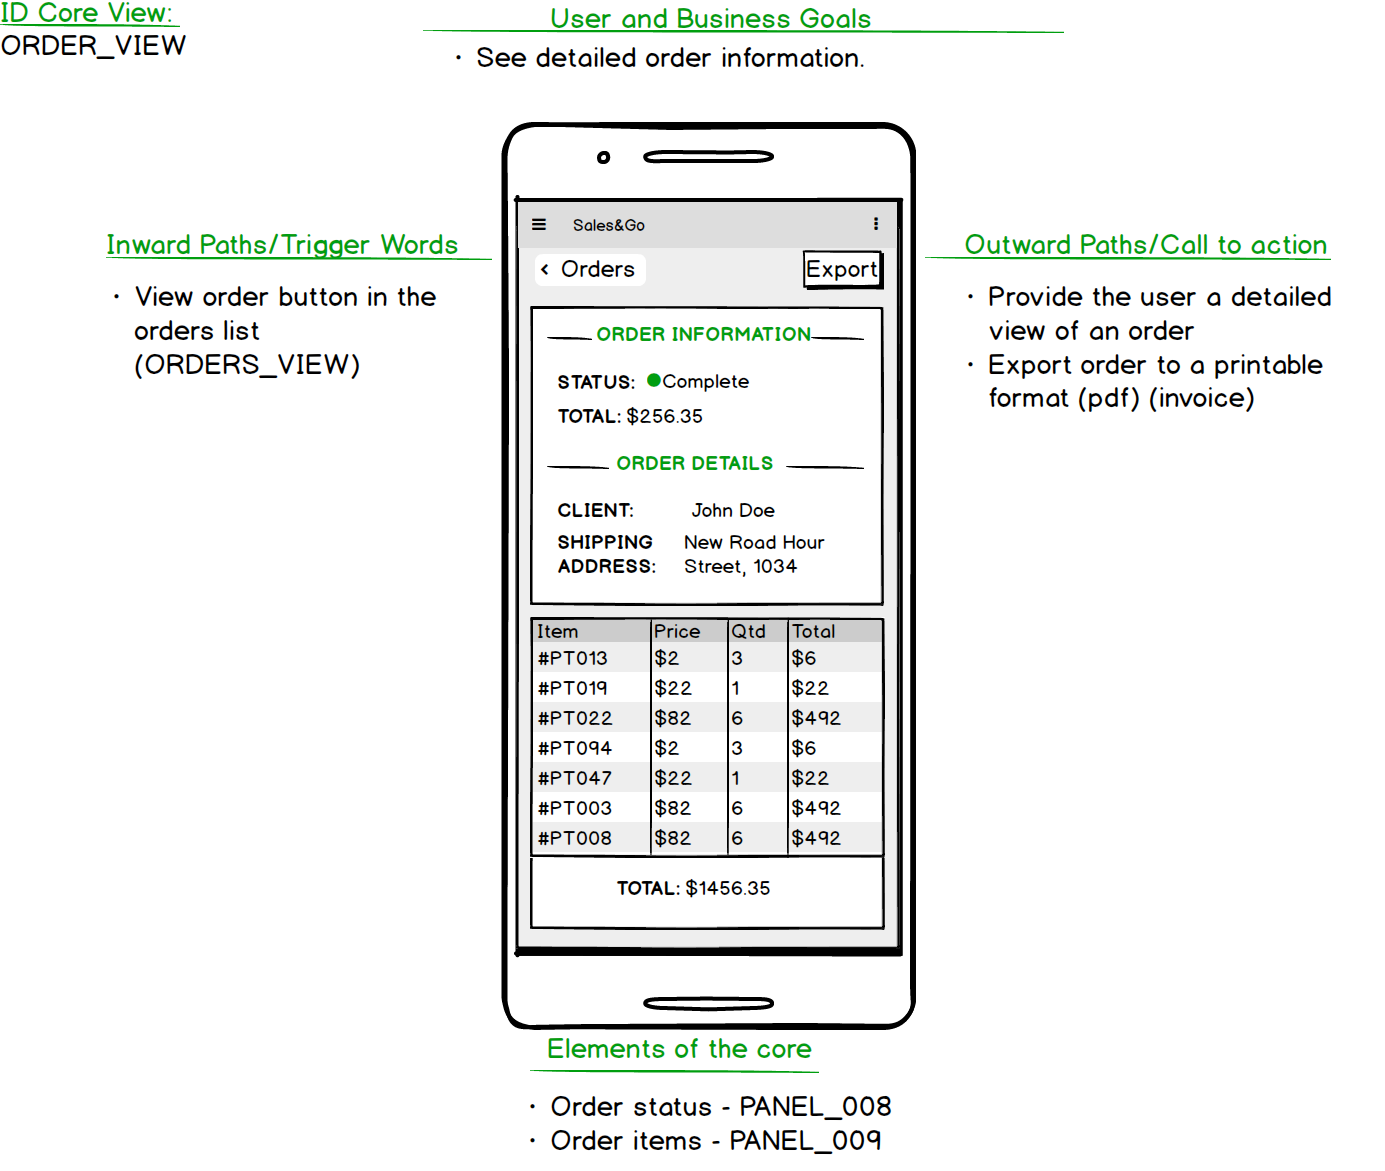 ID Core View:
ORDER_VIEW
User and Business Goals
· See detailed order information.
Inward Paths/Trigger Words
· View order button in the
orders list
(ORDERS_VIEW)
Sales&Go
< Orders
Export
ORDER INFORMATION
STATUS: Complete
TOTAL: $256.35
ORDER DETAILS
CLIENT: John Doe
SHIPPING New Road Hour
ADDRESS: Street, 1034
Item Price Qtd Total
#PT013 $2 3 $6
#PT019 $22 1 $22
#PT022 $82 6 $492
#PT094 $2 3 $6
#PT047 $22 1 $22
#PT003 $82 6 $492
#PT008 $82 6 $492
TOTAL: $1456.35
Outward Paths/Call to action
· Provide the user a detailed
view of an order
· Export order to a printable
format (pdf) (invoice)
Elements of the core
· Order status - PANEL_008
· Order items - PANEL_009